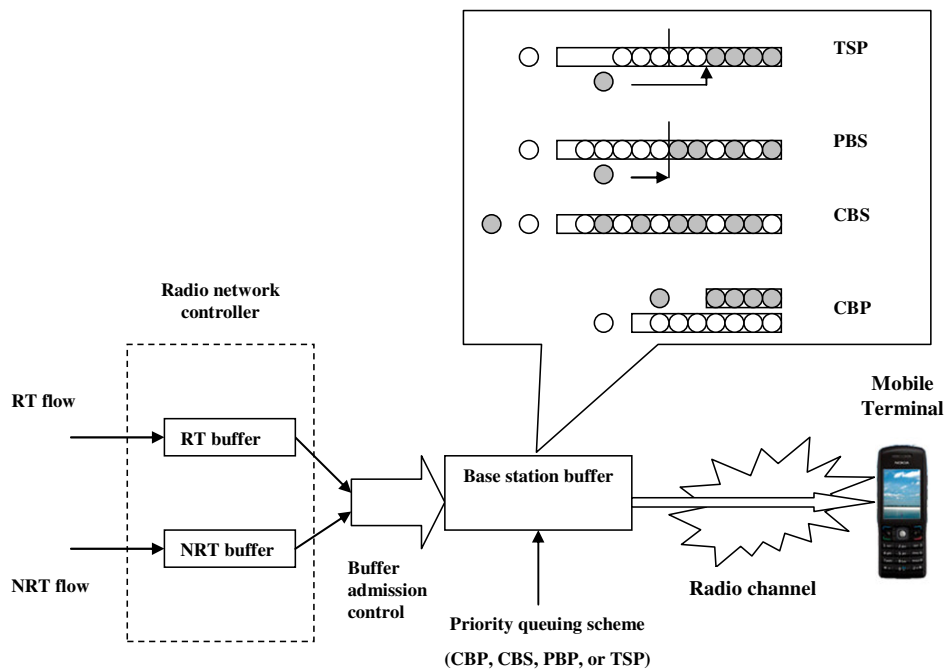 TSP
PBS
CBS
CBP
Radio network
controller
RT flow
RT buffer
NRT buffer
NRT flow
Buffer
admission
control
Base station buffer
Priority queuing scheme
(CBP, CBS, PBP, or TSP)
Radio channel
Mobile
Terminal
NOKIA